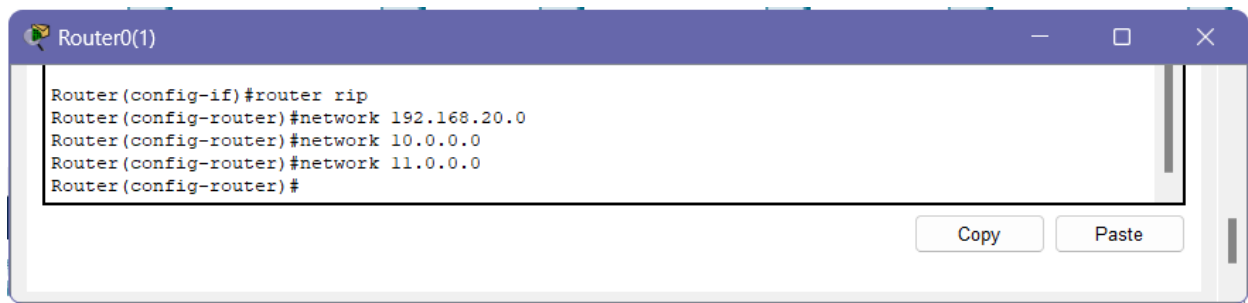 Router0(1)
Router(config-if)#router rip
Router(config-router)#network 192.168.20.0
Router(config-router)#network 10.0.0.0
Router(config-router)#network 11.0.0.0
Router(config-router)#
Copy Paste